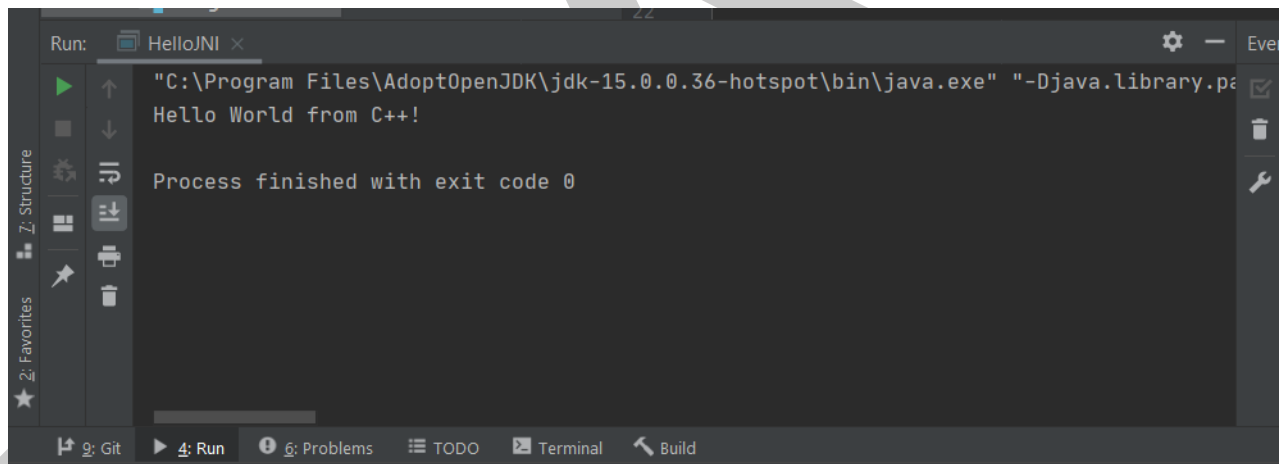 22
Run: HelloJNI
Eve
"C:\Program Files\AdoptOpenJDK\jdk-15.0.0.36-hotspot\bin\java.exe" "-Djava.library.pa
Hello World from C++!
Process finished with exit code 0
7: Structure
2: Favorites
9: Git 4: Run 6: Problems TODO Terminal Build